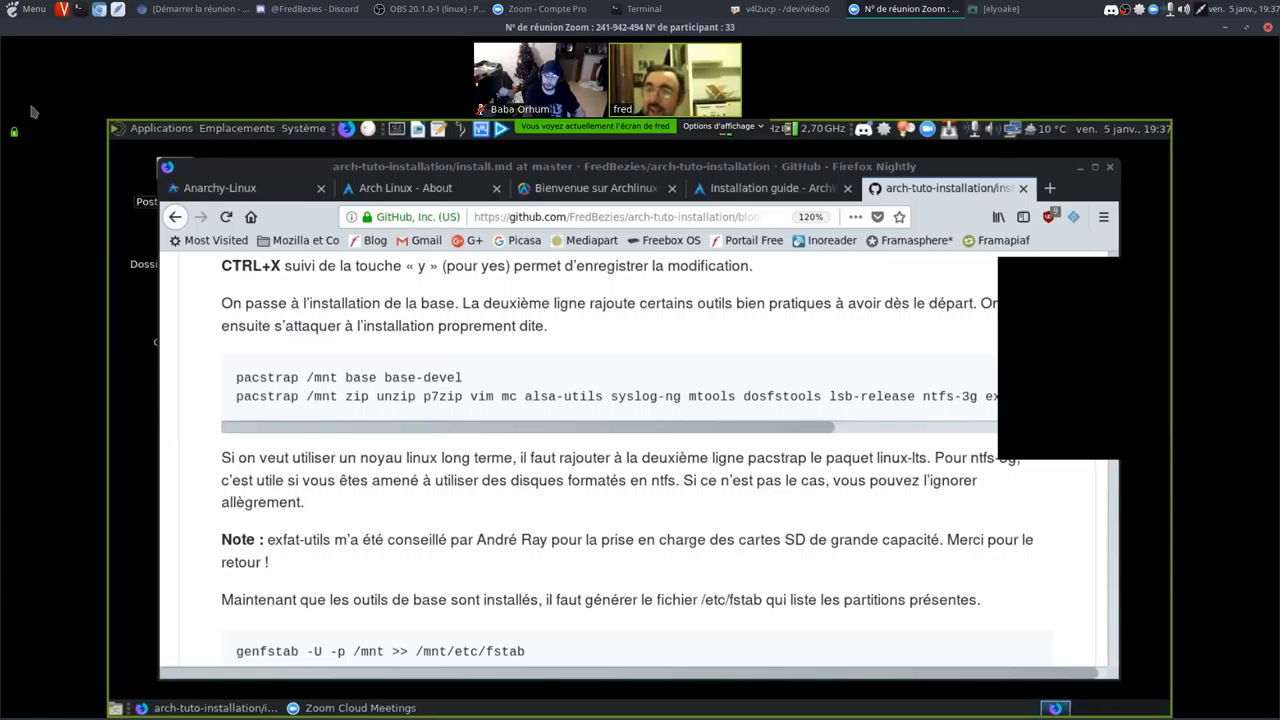 Menu
[Démarrer la réunion - ...
@FredBezies - Discord
OBS 20.1.0-1 (linux) - P...
Zoom - Compte Pro
Terminal
v4l2ucp - /dev/video0
N° de réunion Zoom : ...
[elyoake]
ven. 5 janv., 19:37
N° de réunion Zoom : 241-942-494 N° de participant : 33
Baba Orhum
fred
Applications Emplacements Système
Vous voyez actuellement l'écran de fred
Options d'affichage
Hz
2,70GHz
10 °C
ven. 5 janv., 19:37
arch-tuto-installation/install.md at master · FredBezies/arch-tuto-installation · GitHub - Firefox Nightly
Anarchy-Linux
Arch Linux - About
Bienvenue sur Archlinux
Installation guide - ArchW
arch-tuto-installation/ins
GitHub, Inc. (US)
https://github.com/FredBezies/arch-tuto-installation/blo
120%
9
Most Visited
Mozilla et Co
Blog
Gmail
G+
Picasa
Mediapart
Freebox OS
Portail Free
Inoreader
Framasphere*
Framapiaf
Post
Dossi
CTRL+X suivi de la touche « y » (pour yes) permet d'enregistrer la modification.
On passe à l'installation de la base. La deuxième ligne rajoute certains outils bien pratiques à avoir dès le départ. On
ensuite s'attaquer à l'installation proprement dite.
pacstrap /mnt base base-devel
pacstrap /mnt zip unzip p7zip vim mc alsa-utils syslog-ng mtools dosfstools lsb-release ntfs-3g ex
Si on veut utiliser un noyau linux long terme, il faut rajouter à la deuxième ligne pacstrap le paquet linux-lts. Pour ntfs-3g,
c'est utile si vous êtes amené à utiliser des disques formatés en ntfs. Si ce n'est pas le cas, vous pouvez l'ignorer
allègrement.
Note : exfat-utils m'a été conseillé par André Ray pour la prise en charge des cartes SD de grande capacité. Merci pour le
retour !
Maintenant que les outils de base sont installés, il faut générer le fichier /etc/fstab qui liste les partitions présentes.
genfstab -U -p /mnt >> /mnt/etc/fstab
arch-tuto-installation/i...
Zoom Cloud Meetings